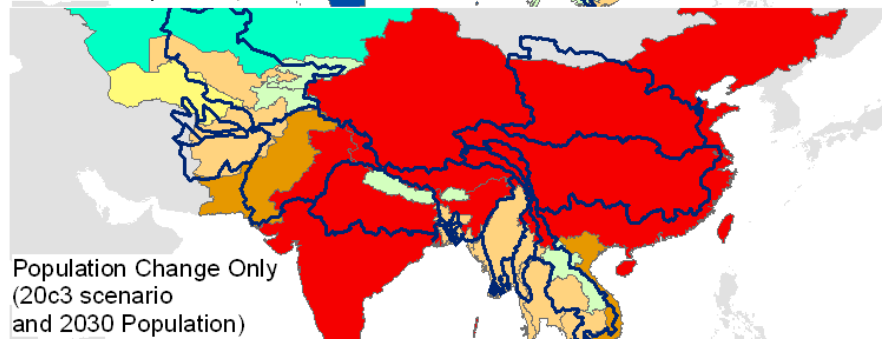 Population Change Only
(20c3 scenario
and 2030 Population)